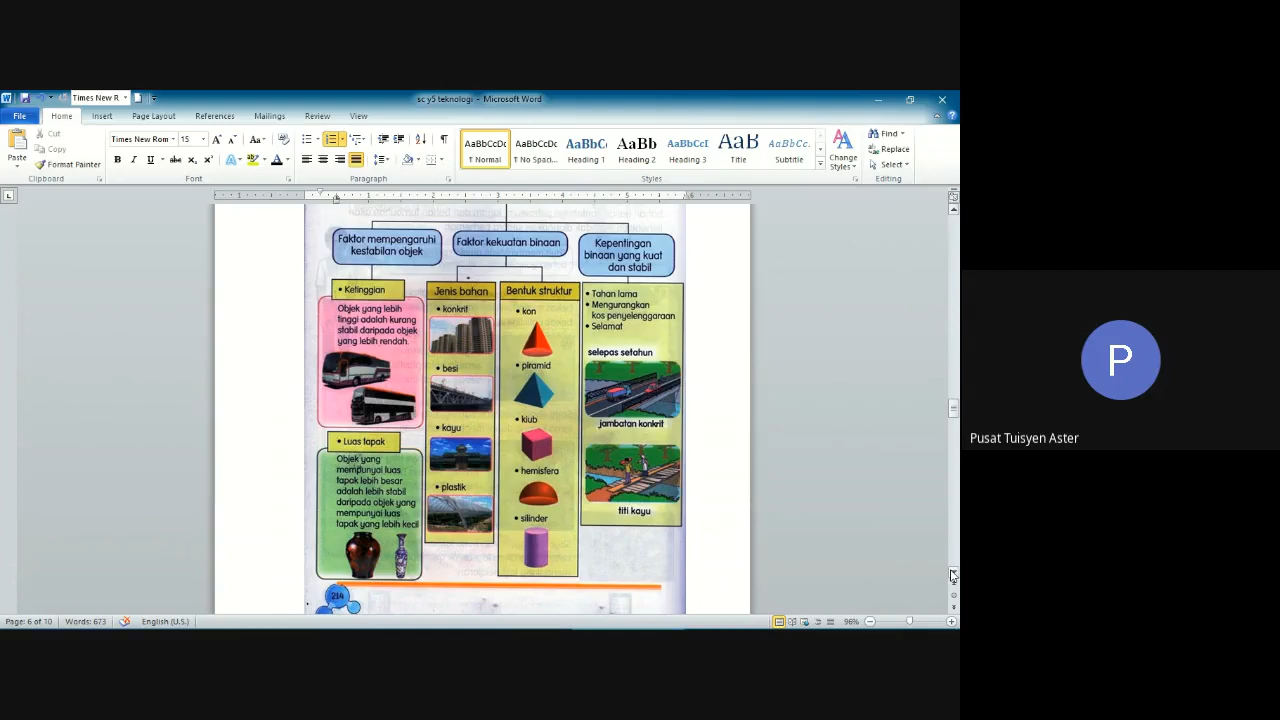 Times New R
sc y5 teknologi - Microsoft Word
File
Home
Insert
Page Layout
References
Mailings
Review
View
Paste
Cut
Copy
Format Painter
Clipboard
Times New Rom
15
Font
Paragraph
AaBbCcDc
¶ Normal
AaBbCcDc
¶ No Spaci...
AaBbC
Heading 1
AaBb
Heading 2
AaBbCcI
Heading 3
AaB
Title
AaBbCc.
Subtitle
Change
Styles
Styles
Find
Replace
Select
Editing
Faktor mempengaruhi
kestabilan objek
• Ketinggian
Objek yang lebih
tinggi adalah kurang
stabil daripada objek
yang lebih rendah.
• Luas tapak
Objek yang
mempunyai luas
tapak lebih besar
adalah lebih stabil
daripada objek yang
mempunyai luas
tapak yang lebih kecil
Faktor kekuatan binaan
Jenis bahan
• konkrit
• besi
• kayu
• plastik
Bentuk struktur
• kon
• piramid
• kiub
• hemisfera
• silinder
Kepentingan
binaan yang kuat
dan stabil
• Tahan lama
• Mengurangkan
kos penyelenggaraan
• Selamat
selepas setahun
jambatan konkrit
titi kayu
214
Page: 6 of 10
Words: 673
English (U.S.)
96%
P
Pusat Tuisyen Aster